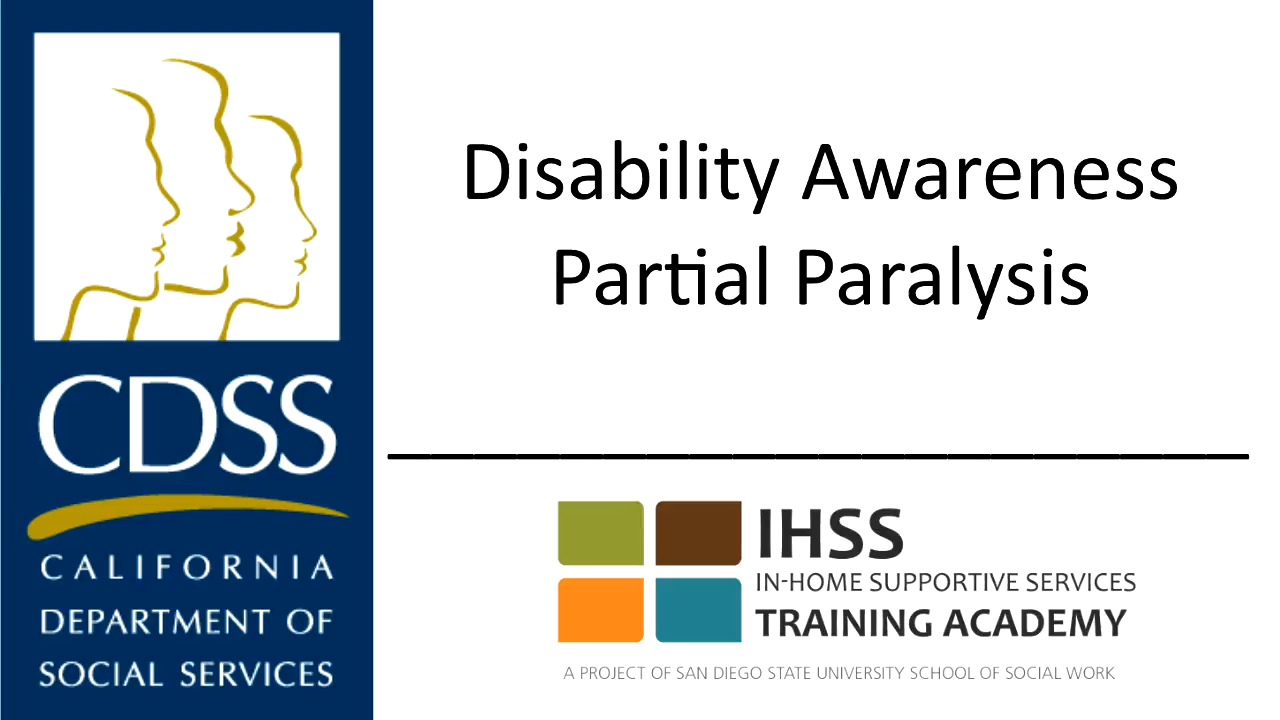 Disability Awareness
Partial Paralysis
CDSS
CALIFORNIA
DEPARTMENT OF
SOCIAL SERVICES
IHSS
IN-HOME SUPPORTIVE SERVICES
TRAINING ACADEMY
A PROJECT OF SAN DIEGO STATE UNIVERSITY SCHOOL OF SOCIAL WORK